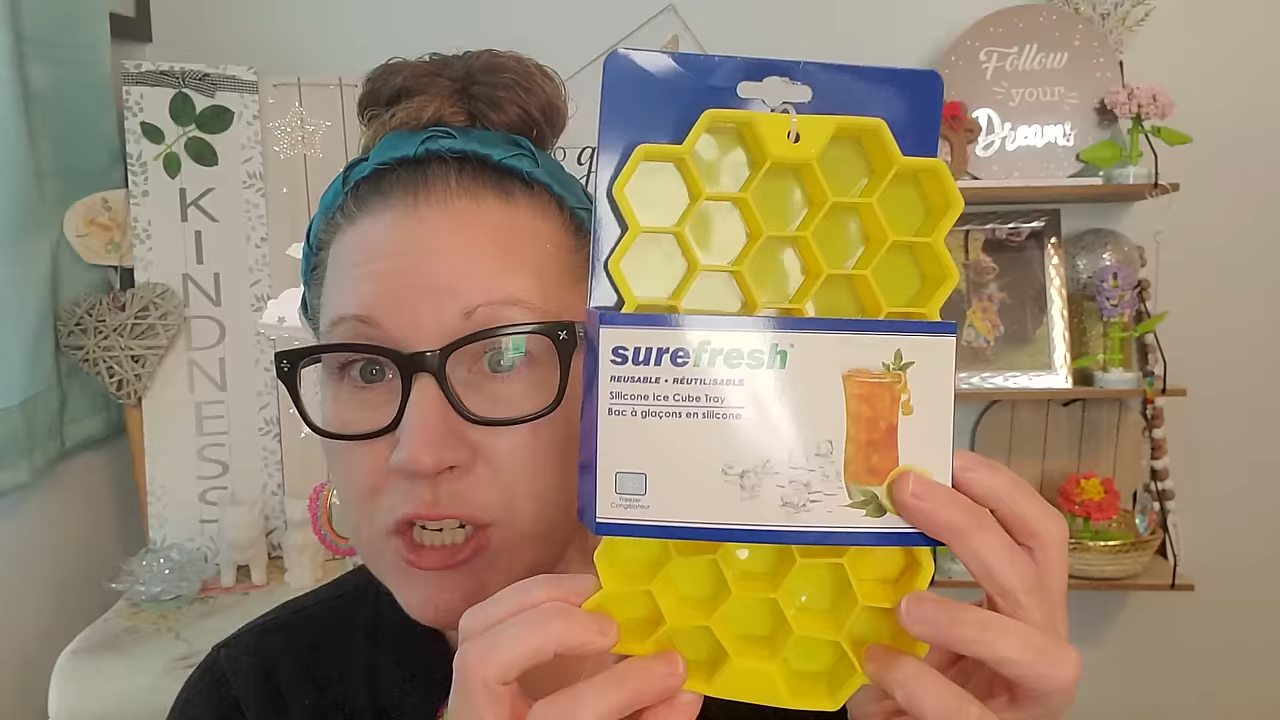 KINDNESS
Follow
your
Dreams
surefresh
REUSABLE • RÉUTILISABLE
Silicone Ice Cube Tray
Bac à glaçons en silicone
Freezer
Congélateur